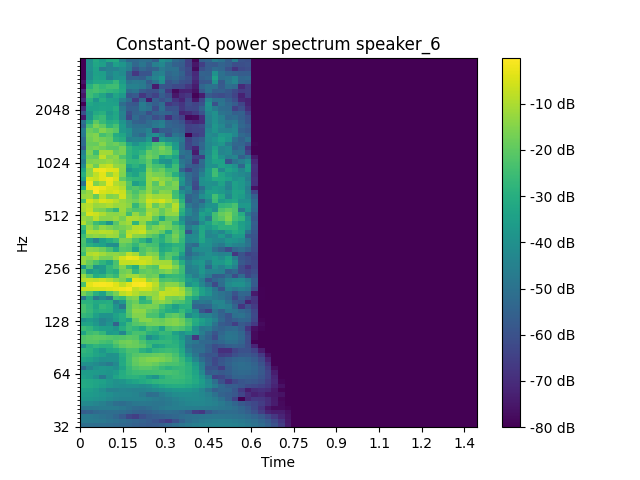 Constant-Q power spectrum speaker_6
Hz
2048
1024
512
256
128
64
32
0 0.15 0.3 0.45 0.6 0.75 0.9 1.1 1.2 1.4
Time
-10 dB
-20 dB
-30 dB
-40 dB
-50 dB
-60 dB
-70 dB
-80 dB